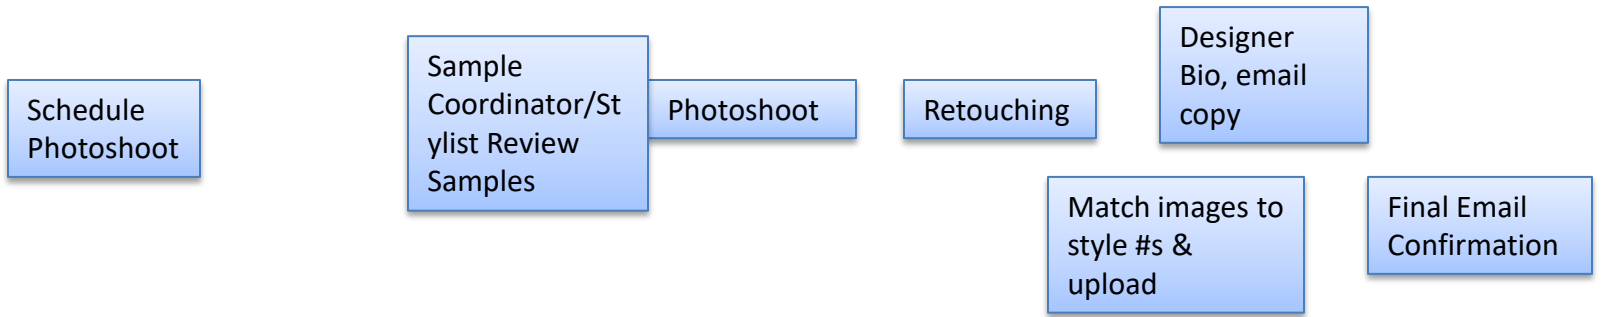 Schedule
Photoshoot
Sample
Coordinator/St
ylist Review
Samples
Photoshoot
Retouching
Designer
Bio, email
copy
Match images to
style #s &
upload
Final Email
Confirmation